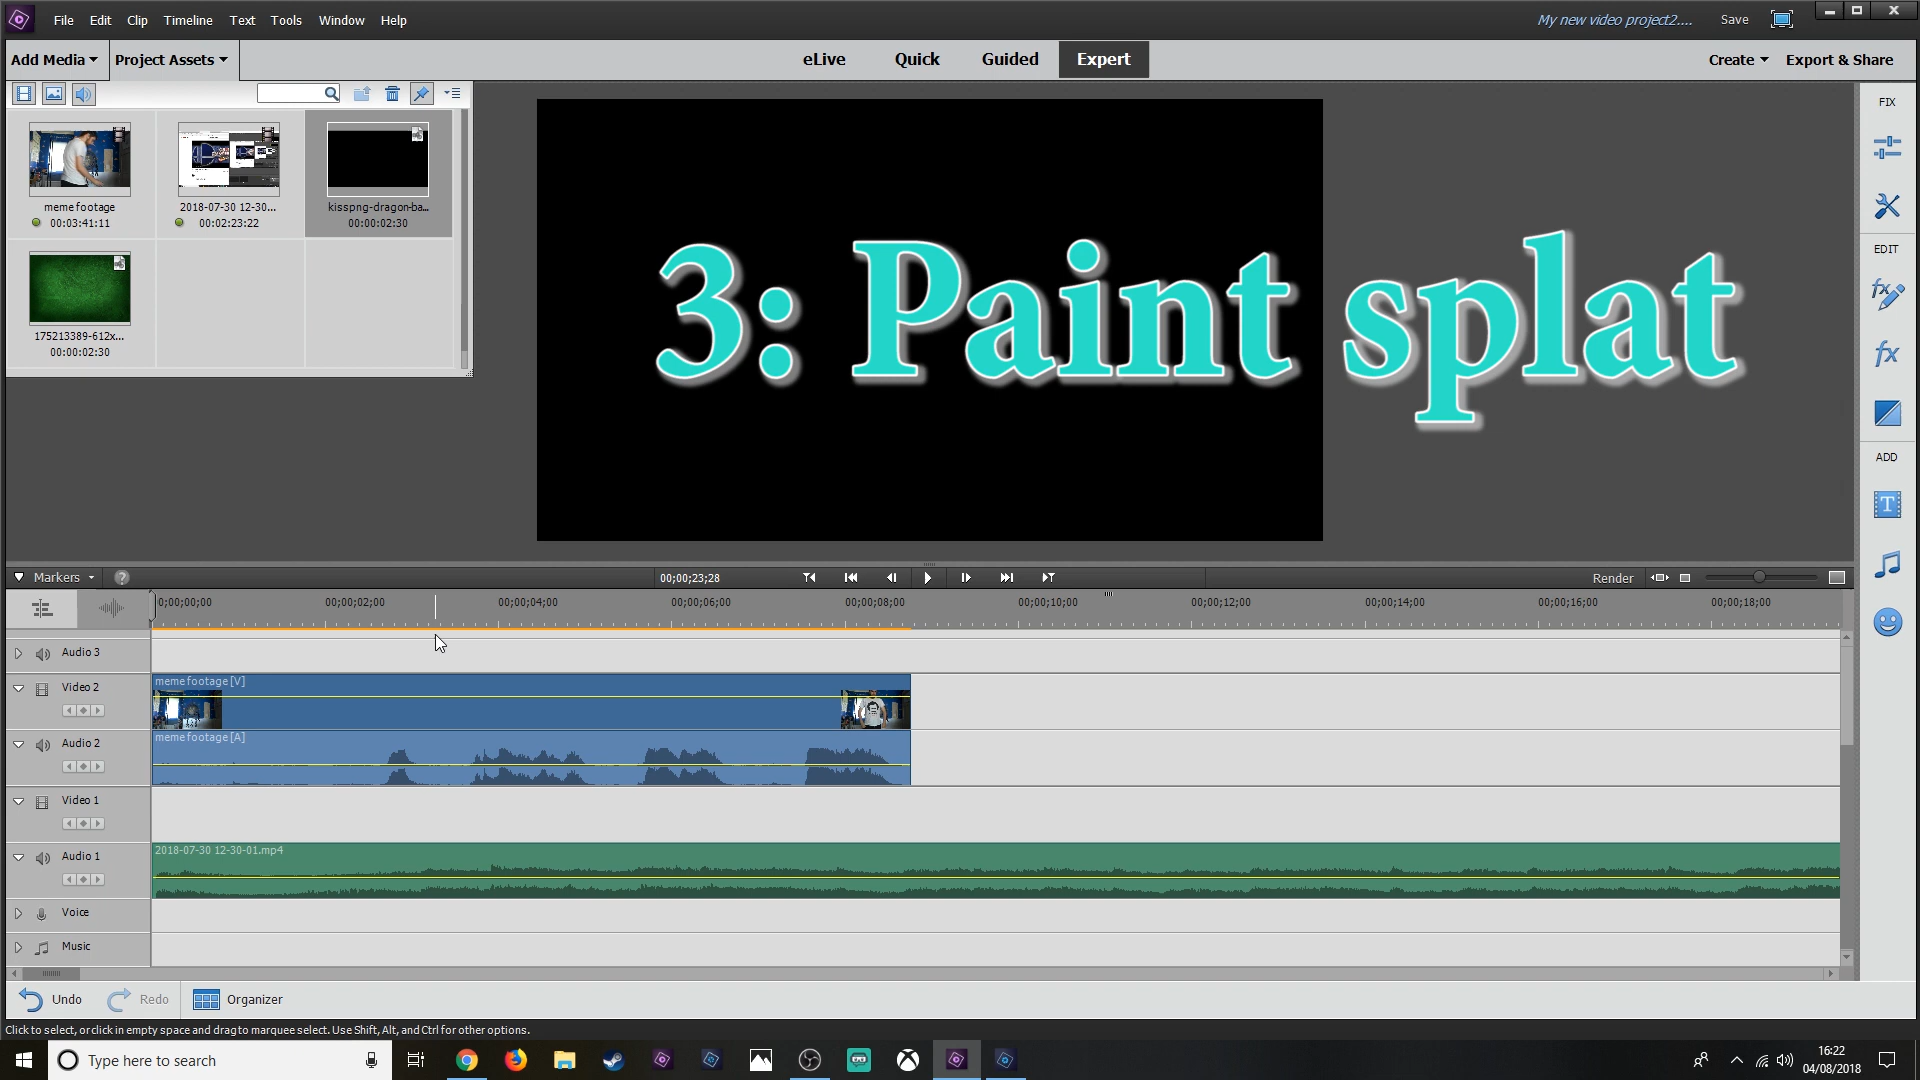 File Edit Clip Timeline Text Tools Window Help
My new video project2.... Save
Add Media Project Assets
eLive Quick Guided Expert
Create Export & Share
FIX
meme footage
00:03:41:11
2018-07-30 12-30...
00:02:23:22
kisspng-dragon-ba...
00:00:02:30
175213389-612x...
00:00:02:30
3: Paint splat
EDIT
fx
fx
ADD
T
Markers ? 00;00;23;28 Render
0;00;00;00 00;00;02;00 00;00;04;00 00;00;06;00 00;00;08;00 00;00;10;00 00;00;12;00 00;00;14;00 00;00;16;00 00;00;18;00
Audio 3
Video 2
meme footage [V]
Audio 2
meme footage [A]
Video 1
Audio 1
2018-07-30 12-30-01.mp4
Voice
Music
Undo Redo Organizer
Click to select, or click in empty space and drag to marquee select. Use Shift, Alt, and Ctrl for other options.
Type here to search
16:22
04/08/2018